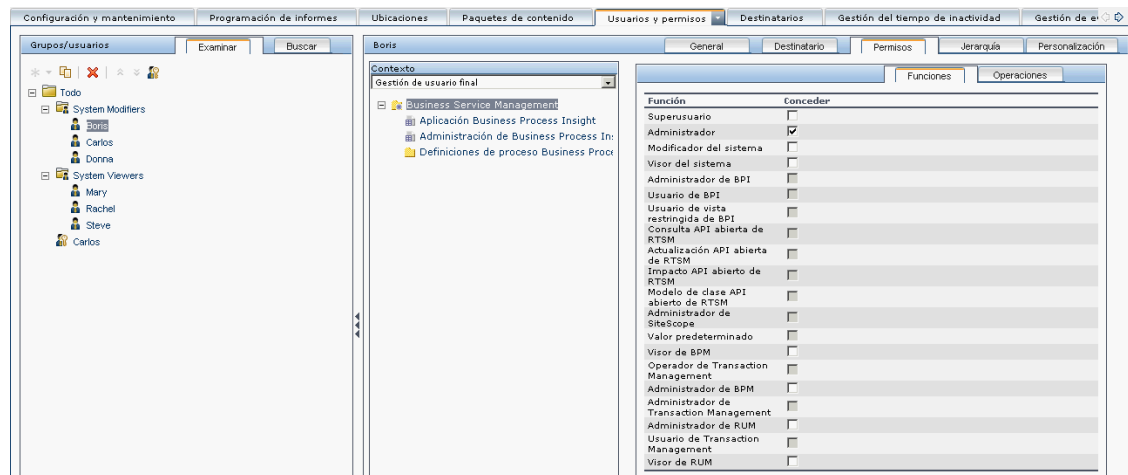 Configuración y mantenimiento
Programación de informes
Ubicaciones
Paquetes de contenido
Usuarios y permisos
Destinatarios
Gestión del tiempo de inactividad
Gestión de
Grupos/usuarios
Examinar
Buscar
Todo
System Modifiers
Boris
Carlos
Donna
System Viewers
Mary
Rachel
Steve
Carlos
Boris
General
Destinatario
Permisos
Jerarquía
Personalización
Contexto
Gestión de usuario final
Business Service Management
Aplicación Business Process Insight
Administración de Business Process In
Definiciones de proceso Business Proc
Funciones
Operaciones
Función Conceder
Superusuario
Administrador
Modificador del sistema
Visor del sistema
Administrador de BPI
Usuario de BPI
Usuario de vista
restringida de BPI
Consulta API abierta de
RTSM
Actualización API abierta
de RTSM
Impacto API abierto de
RTSM
Modelo de clase API
abierto de RTSM
Administrador de
SiteScope
Valor predeterminado
Visor de BPM
Operador de Transaction
Management
Administrador de BPM
Administrador de
Transaction Management
Administrador de RUM
Usuario de Transaction
Management
Visor de RUM